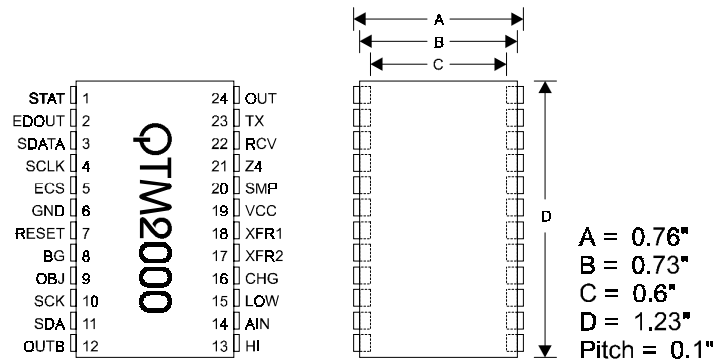 STAT 1 24 OUT
EDOUT 2 23 TX
SDATA 3 22 RCV
SCLK 4 21 Z4
ECS 5 20 SMP
GND 6 19 VCC
RESET 7 18 XFR1
BG 8 17 XFR2
OBJ 9 16 CHG
SCK 10 15 LOW
SDA 11 14 AIN
OUTB 12 13 HI
QTM2000
A
B
C
D
A = 0.76"
B = 0.73"
C = 0.6"
D = 1.23"
Pitch = 0.1"